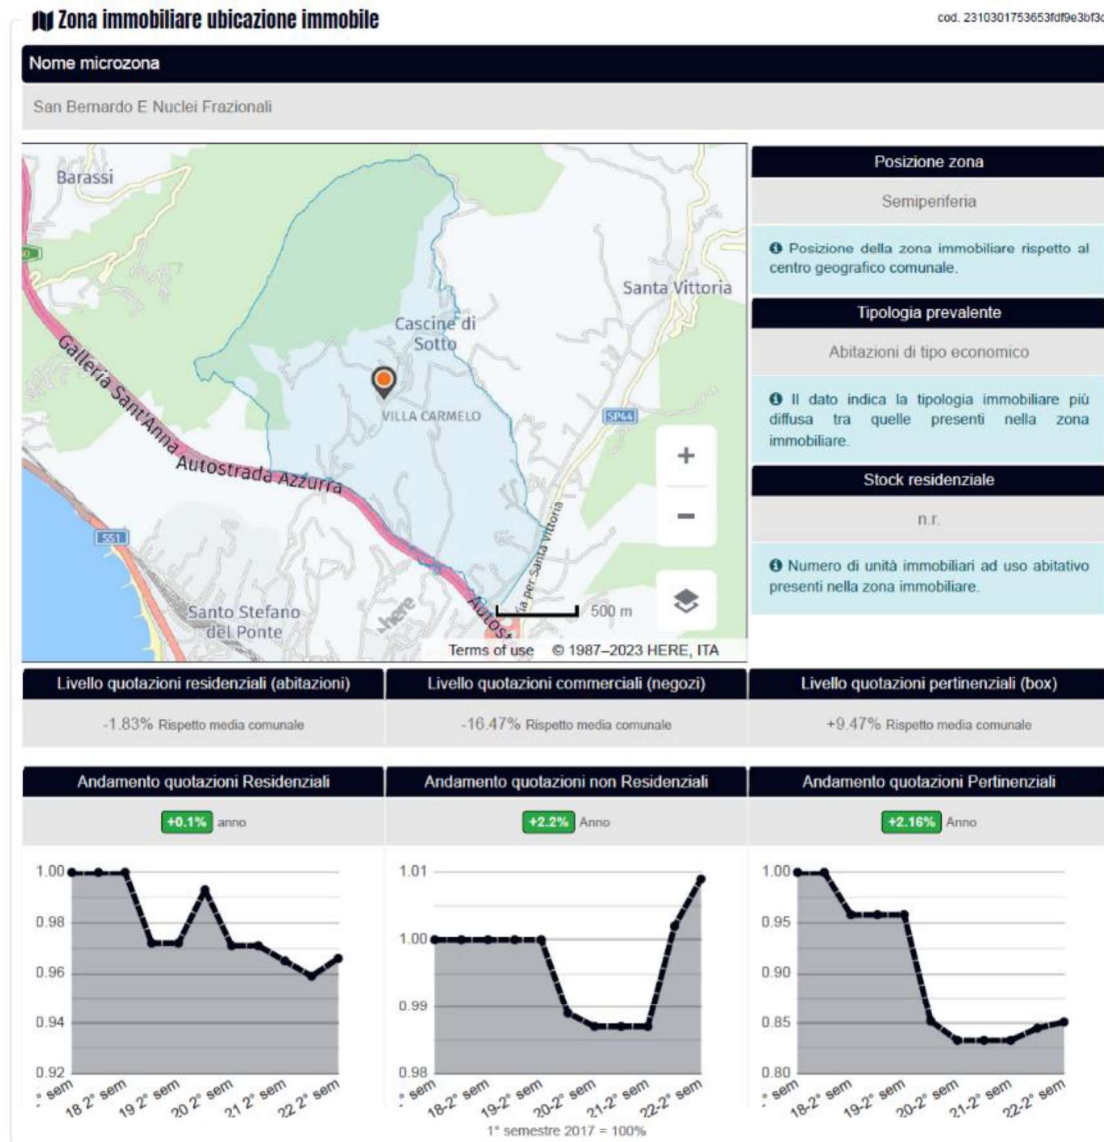 Zona immobiliare ubicazione immobile
cod. 2310301753653fdf9e3bf3c
Nome microzona
San Bernardo E Nuclei Frazionali
Barassi
Santa Vittoria
Cascine di
Sotto
VILLA CARMELO
Galleria Sant'Anna
Autostrada Azzurra
SP44
SS1
ia per Santa Vittoria
Santo Stefano
del Ponte
here
Autost
500 m
Terms of use © 1987–2023 HERE, ITA
Posizione zona
Semiperiferia
Posizione della zona immobiliare rispetto al
centro geografico comunale.
Tipologia prevalente
Abitazioni di tipo economico
Il dato indica la tipologia immobiliare più
diffusa tra quelle presenti nella zona
immobiliare.
Stock residenziale
n.r.
Numero di unità immobiliari ad uso abitativo
presenti nella zona immobiliare.
Livello quotazioni residenziali (abitazioni)
-1.83% Rispetto media comunale
Livello quotazioni commerciali (negozi)
-16.47% Rispetto media comunale
Livello quotazioni pertinenziali (box)
+9.47% Rispetto media comunale
Andamento quotazioni Residenziali
+0.1% anno
1.00
0.98
0.96
0.94
0.92
° sem
18 2° sem
19 2° sem
20 2° sem
21 2° sem
22 2° sem
Andamento quotazioni non Residenziali
+2.2% Anno
1.01
1.00
0.99
0.98
° sem
18-2° sem
19-2° sem
20-2° sem
21-2° sem
22-2° sem
1° semestre 2017 = 100%
Andamento quotazioni Pertinenziali
+2.16% Anno
1.00
0.95
0.90
0.85
0.80
° sem
18-2° sem
19-2° sem
20-2° sem
21-2° sem
22-2° sem